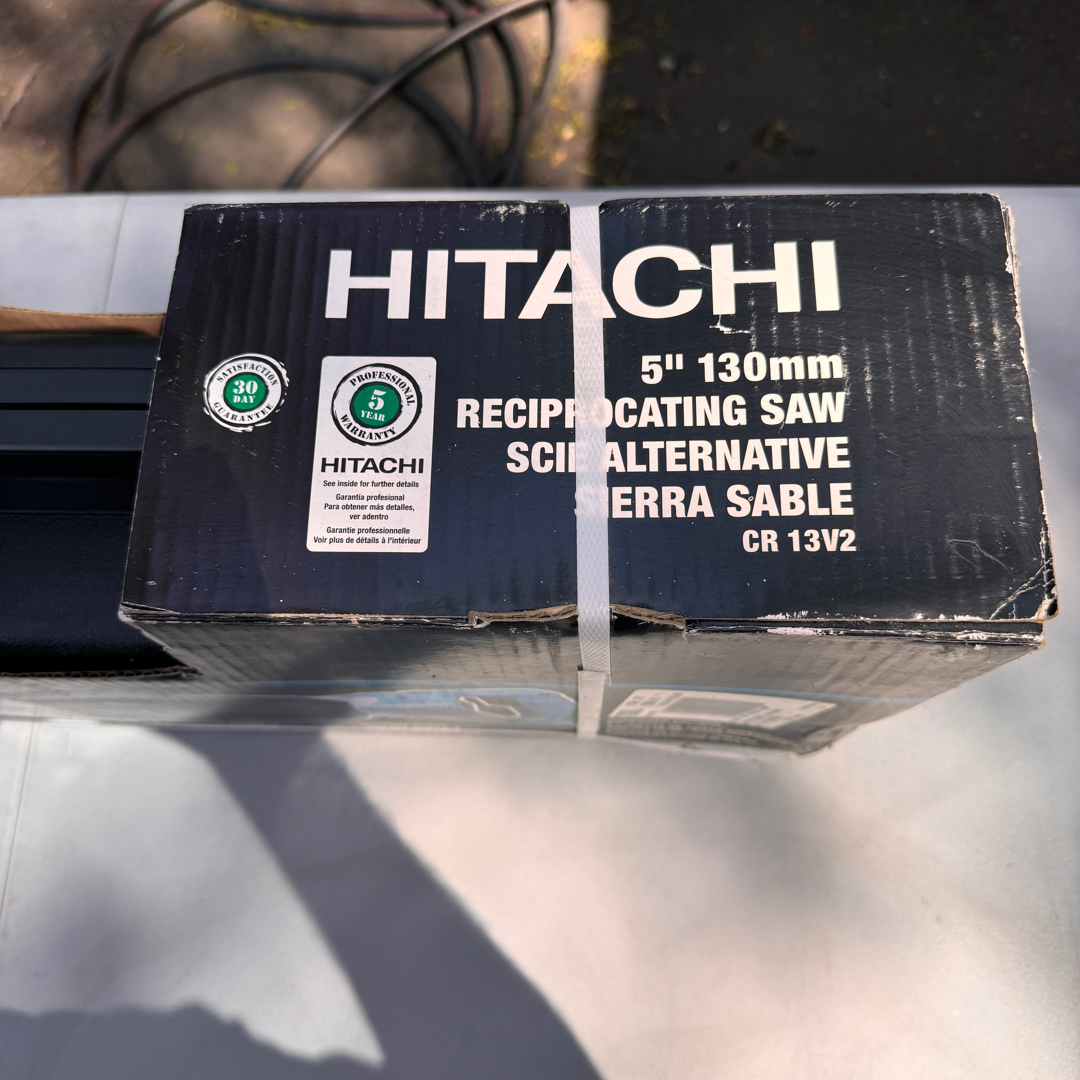 HITACHI
5" 130mm
RECIPROCATING SAW
SCIE ALTERNATIVE
SIERRA SABLE
CR 13V2
SATISFACTION
30
DAY
GUARANTEE
PROFESSIONAL
5
YEAR
WARRANTY
HITACHI
See inside for further details
Garantía profesional
Para obtener más detalles,
ver adentro
Garantie professionnelle
Voir plus de détails à l'intérieur